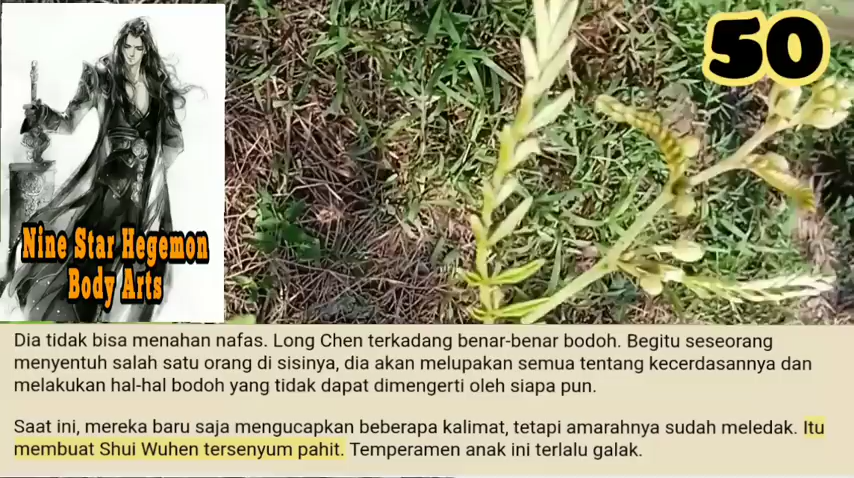 50
Nine Star Hegemon
Body Arts
Dia tidak bisa menahan nafas. Long Chen terkadang benar-benar bodoh. Begitu seseorang
menyentuh salah satu orang di sisinya, dia akan melupakan semua tentang kecerdasannya dan
melakukan hal-hal bodoh yang tidak dapat dimengerti oleh siapa pun.
Saat ini, mereka baru saja mengucapkan beberapa kalimat, tetapi amarahnya sudah meledak. Itu
membuat Shui Wuhen tersenyum pahit. Temperamen anak ini terlalu galak.